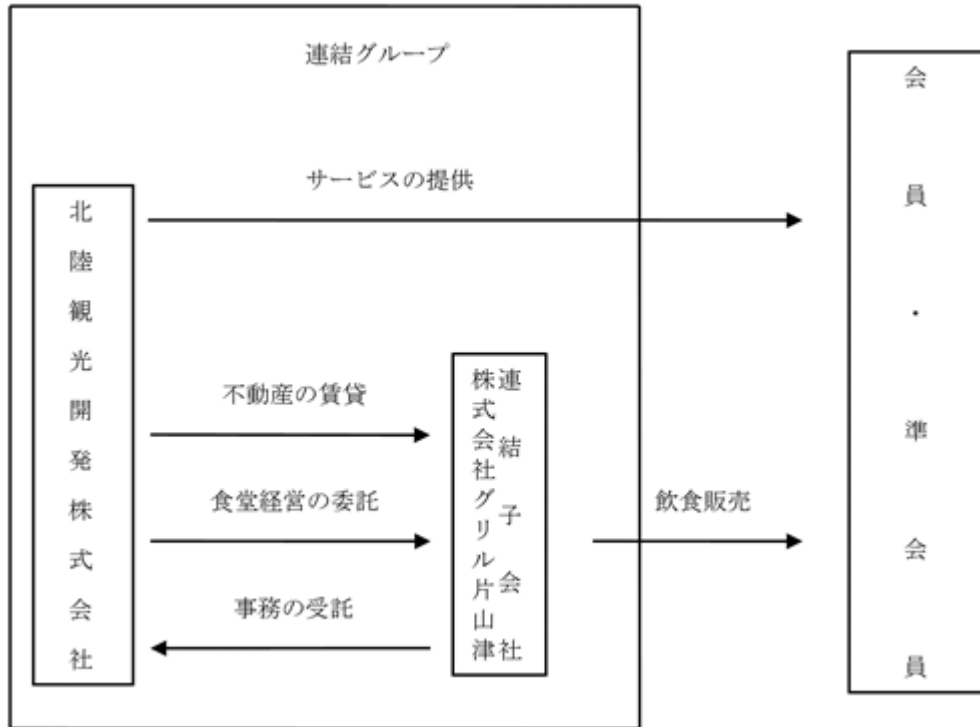 連結グループ
サービスの提供
北陸観光開発株式会社
不動産の賃貸
食堂経営の委託
事務の受託
連結子会社
株式会社グリル片山津
飲食販売
会員・準会員